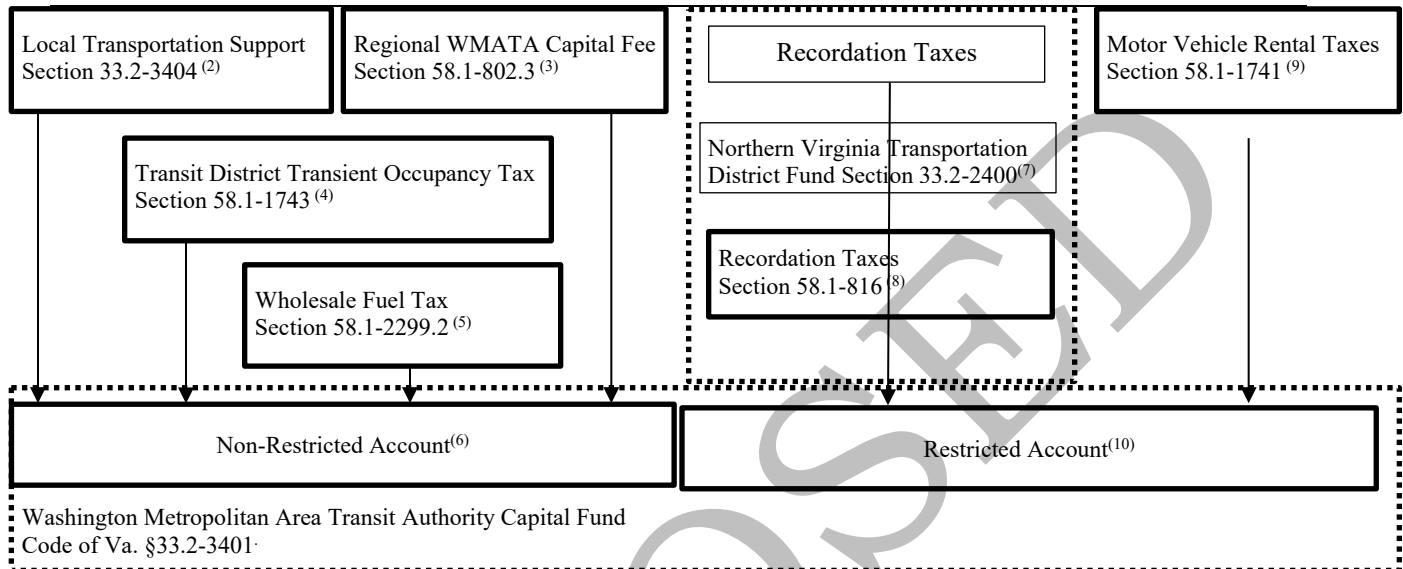 Local Transportation Support
Section 33.2-3404 (2)
Regional WMATA Capital Fee
Section 58.1-802.3 (3)
Recordation Taxes
Motor Vehicle Rental Taxes
Section 58.1-1741 (9)
Transit District Transient Occupancy Tax
Section 58.1-1743 (4)
Northern Virginia Transportation
District Fund Section 33.2-2400(7)
Recordation Taxes
Section 58.1-816(8)
Wholesale Fuel Tax
Section 58.1-2299.2 (5)
Non-Restricted Account(6)
Restricted Account(10)
Washington Metropolitan Area Transit Authority Capital Fund
Code of Va. §33.2-3401.
OSED